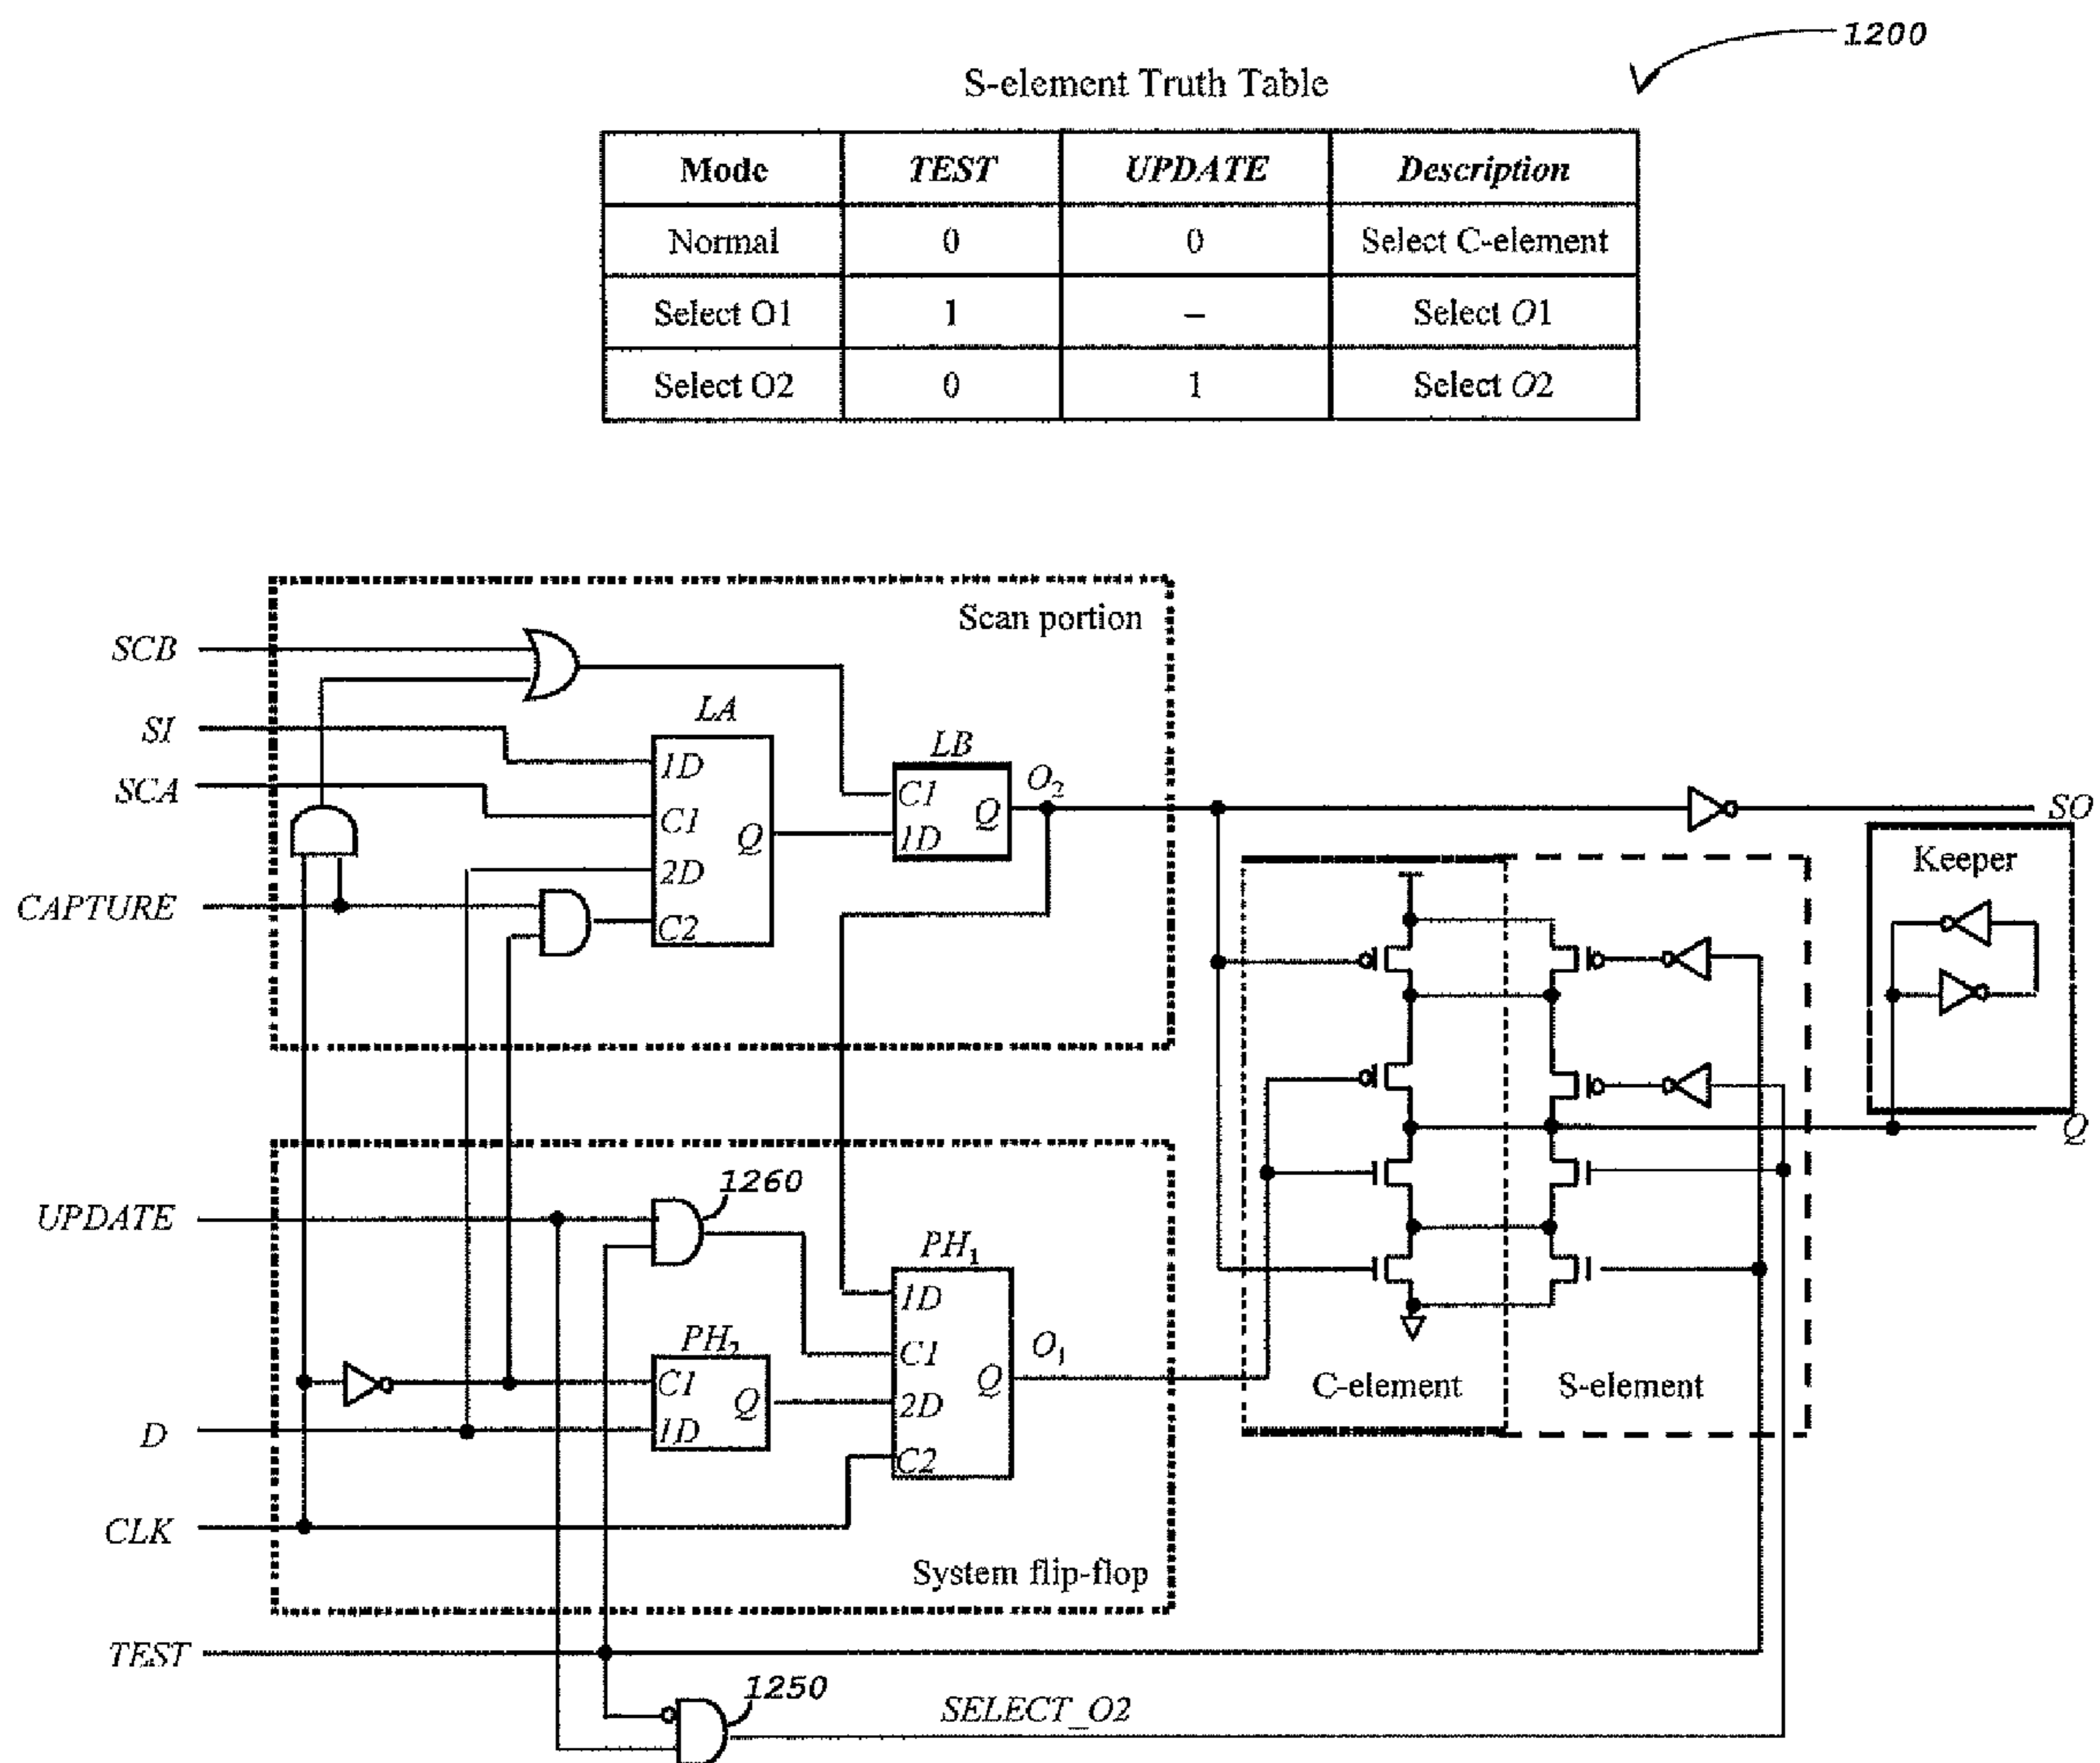 1200
S-element Truth Table
Mode TEST UPDATE Description
Normal 0 0 Select C-element
Select O1 1 – Select O1
Select O2 0 1 Select O2
Scan portion
SCB
SI
SCA
CAPTURE
LA
1D
C1
2D
C2
Q
LB
C1
1D
Q
O2
SO
Keeper
Q
C-element
S-element
UPDATE
1260
PH1
1D
C1
2D
C2
Q
O1
PH2
C1
1D
Q
D
CLK
System flip-flop
TEST
1250
SELECT_O2